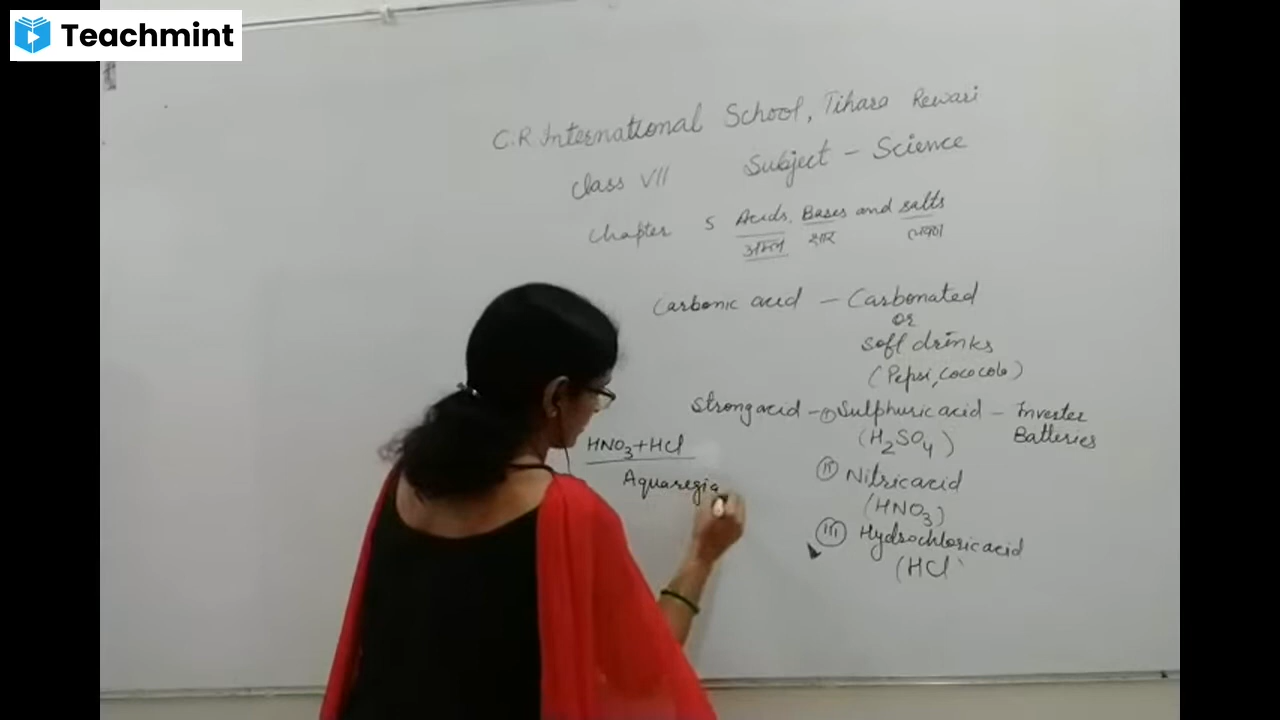 Teachmint
C.R. International School, Tihara Rewari
Class VII Subject - Science
Chapter 5 Acids, Bases and salts
अम्ल क्षार लवण
Carbonic acid - Carbonated
or
soft drinks
(Pepsi, Cococola)
Strong acid - (i) Sulphuric acid - Inverter
(H2SO4) Batteries
HNO3+HCl
Aquaregia
(ii) Nitric acid
(HNO3)
(iii) Hydrochloric acid
(HCl)